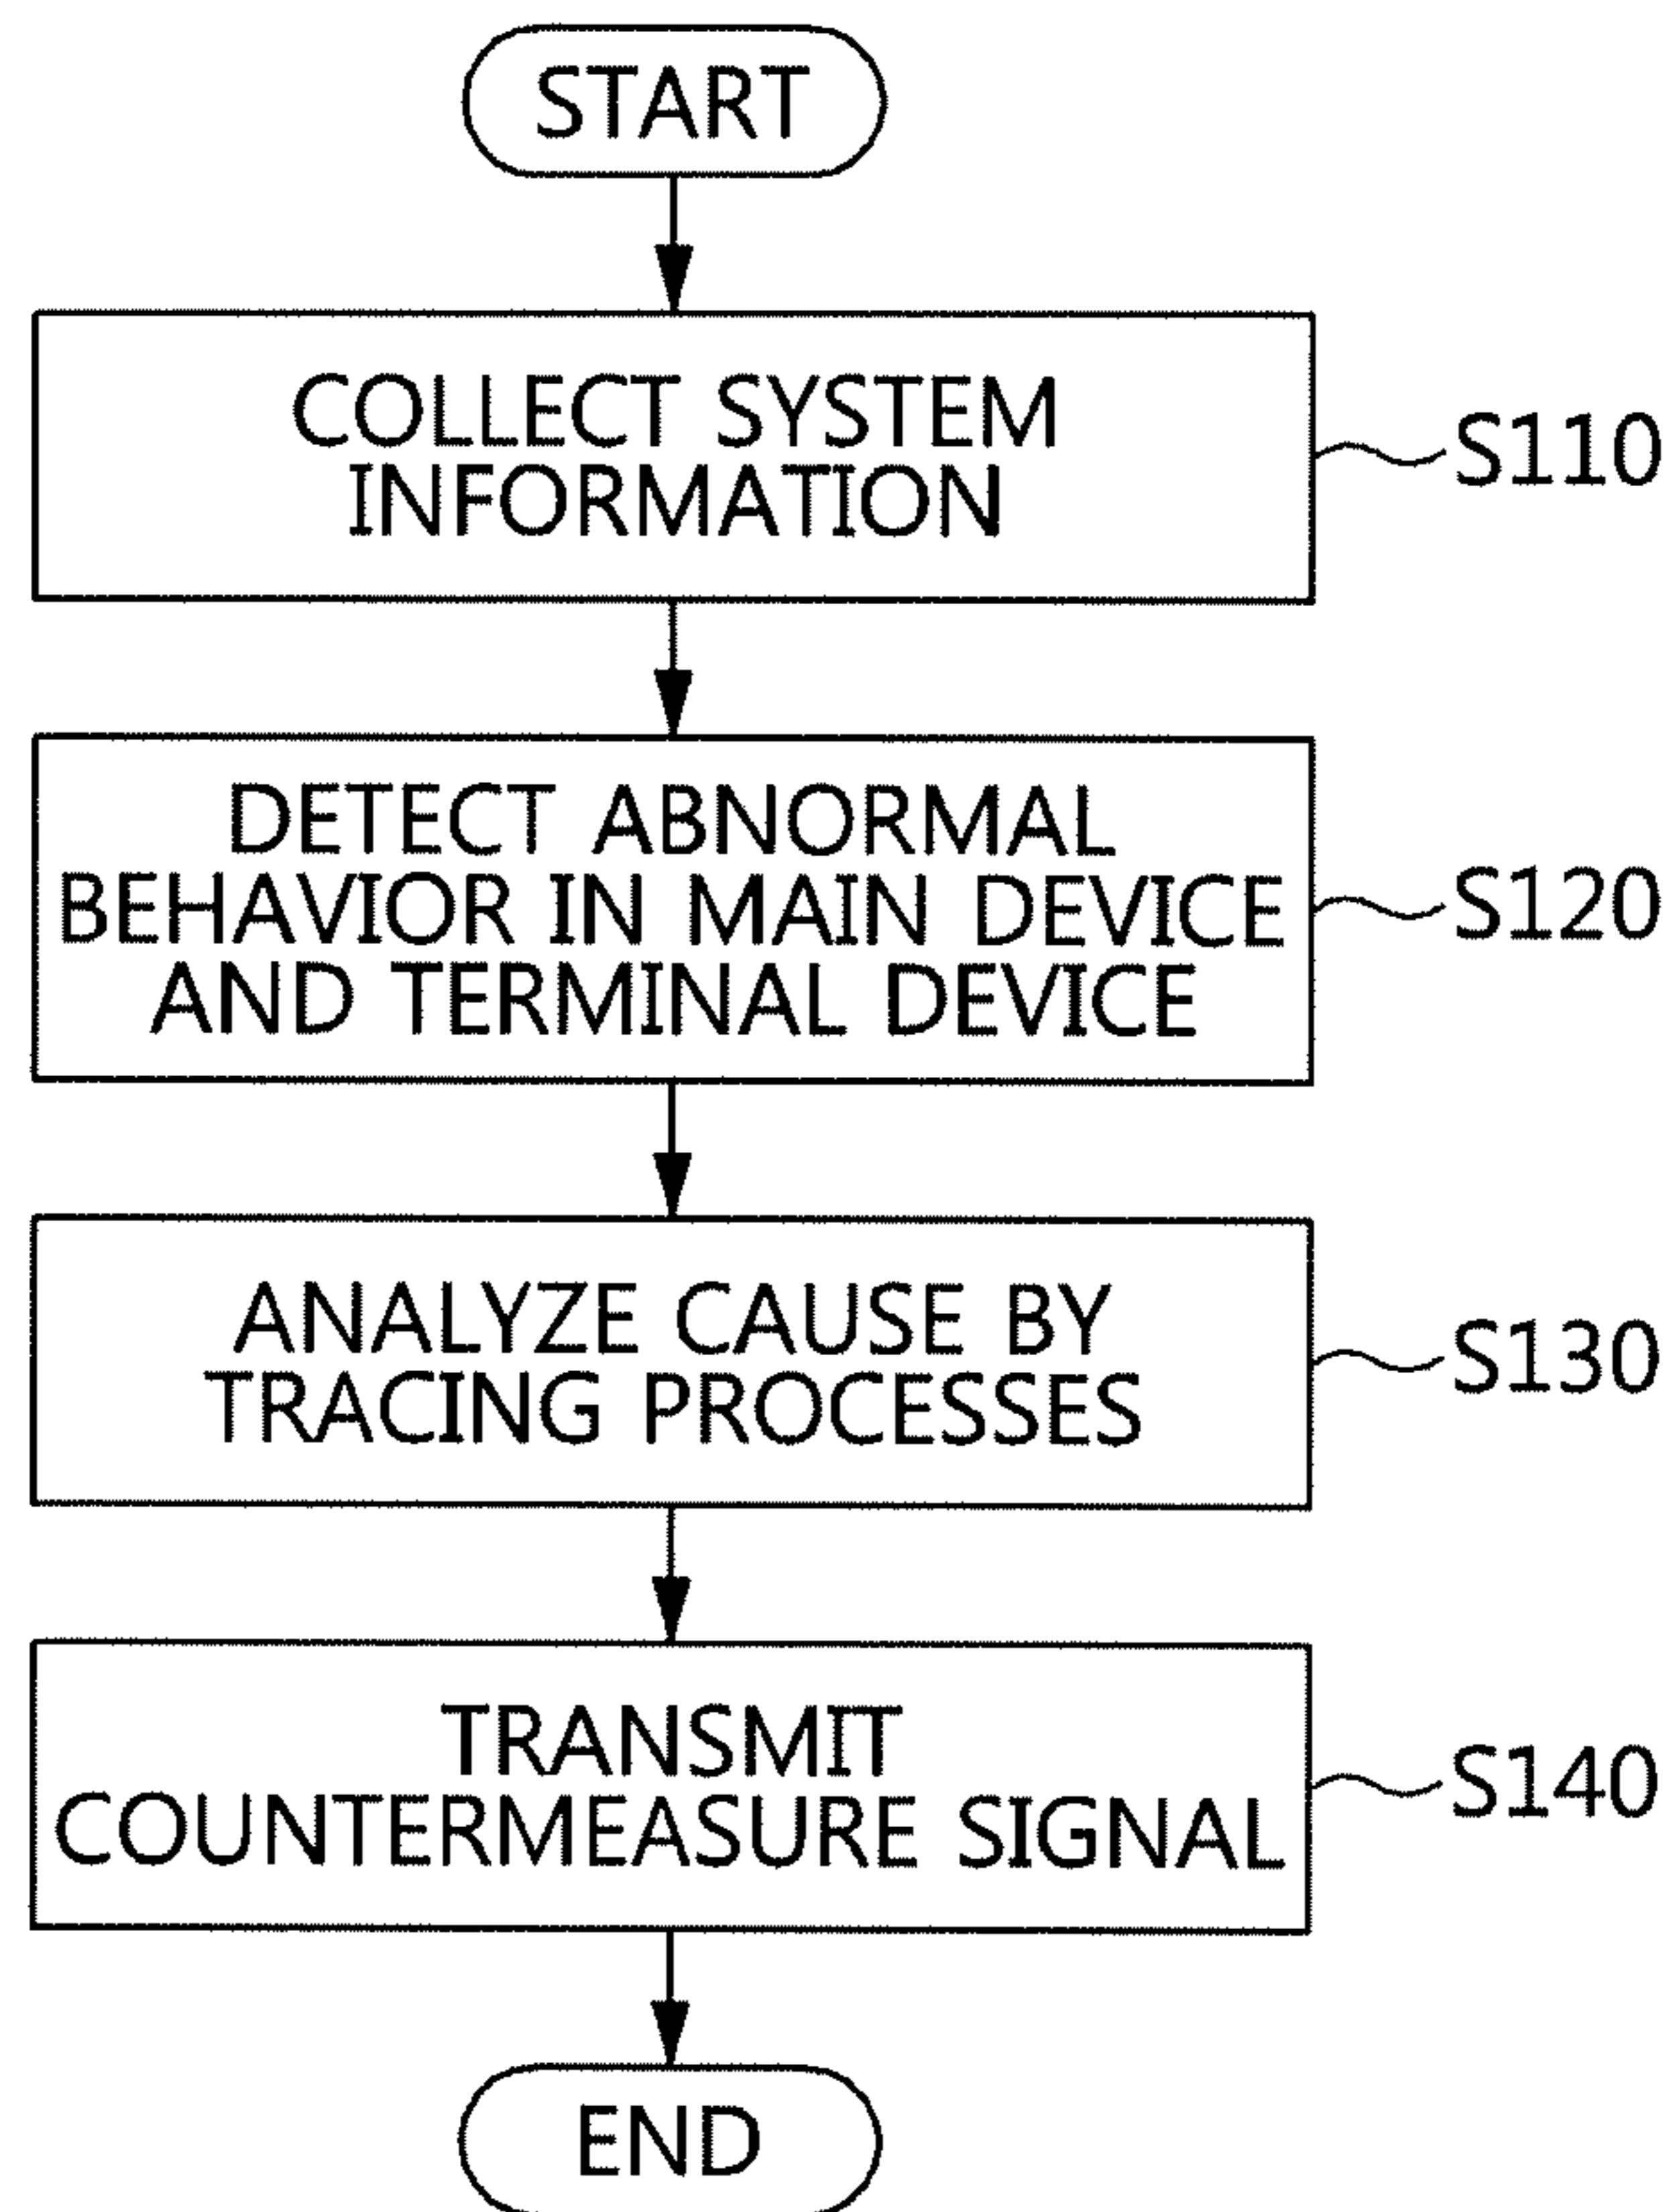 START
COLLECT SYSTEM
INFORMATION
S110
DETECT ABNORMAL
BEHAVIOR IN MAIN DEVICE
AND TERMINAL DEVICE
S120
ANALYZE CAUSE BY
TRACING PROCESSES
S130
TRANSMIT
COUNTERMEASURE SIGNAL
S140
END